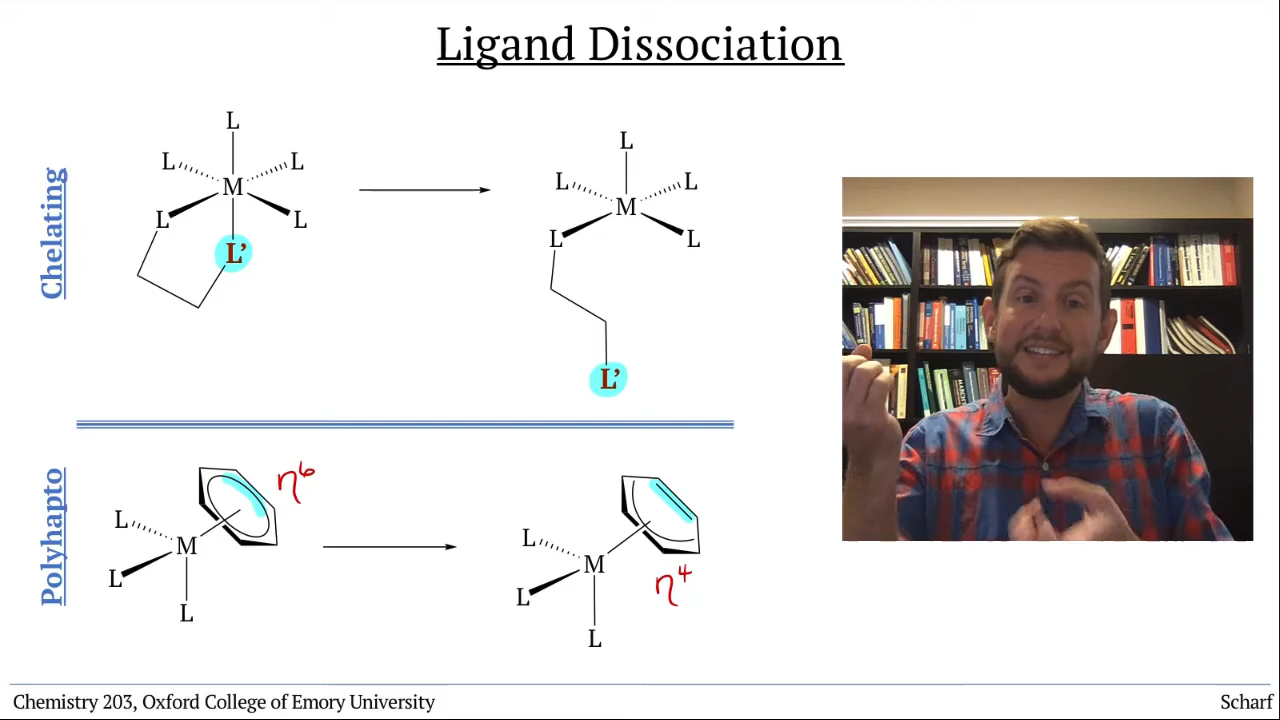 Ligand Dissociation
Chelating
L
L L
M
L L
L’
L
L L
M
L L
L’
Polyhapto
η⁶
L
M
L
L
L
M
L
η⁴
L
Chemistry 203, Oxford College of Emory University
Scharf